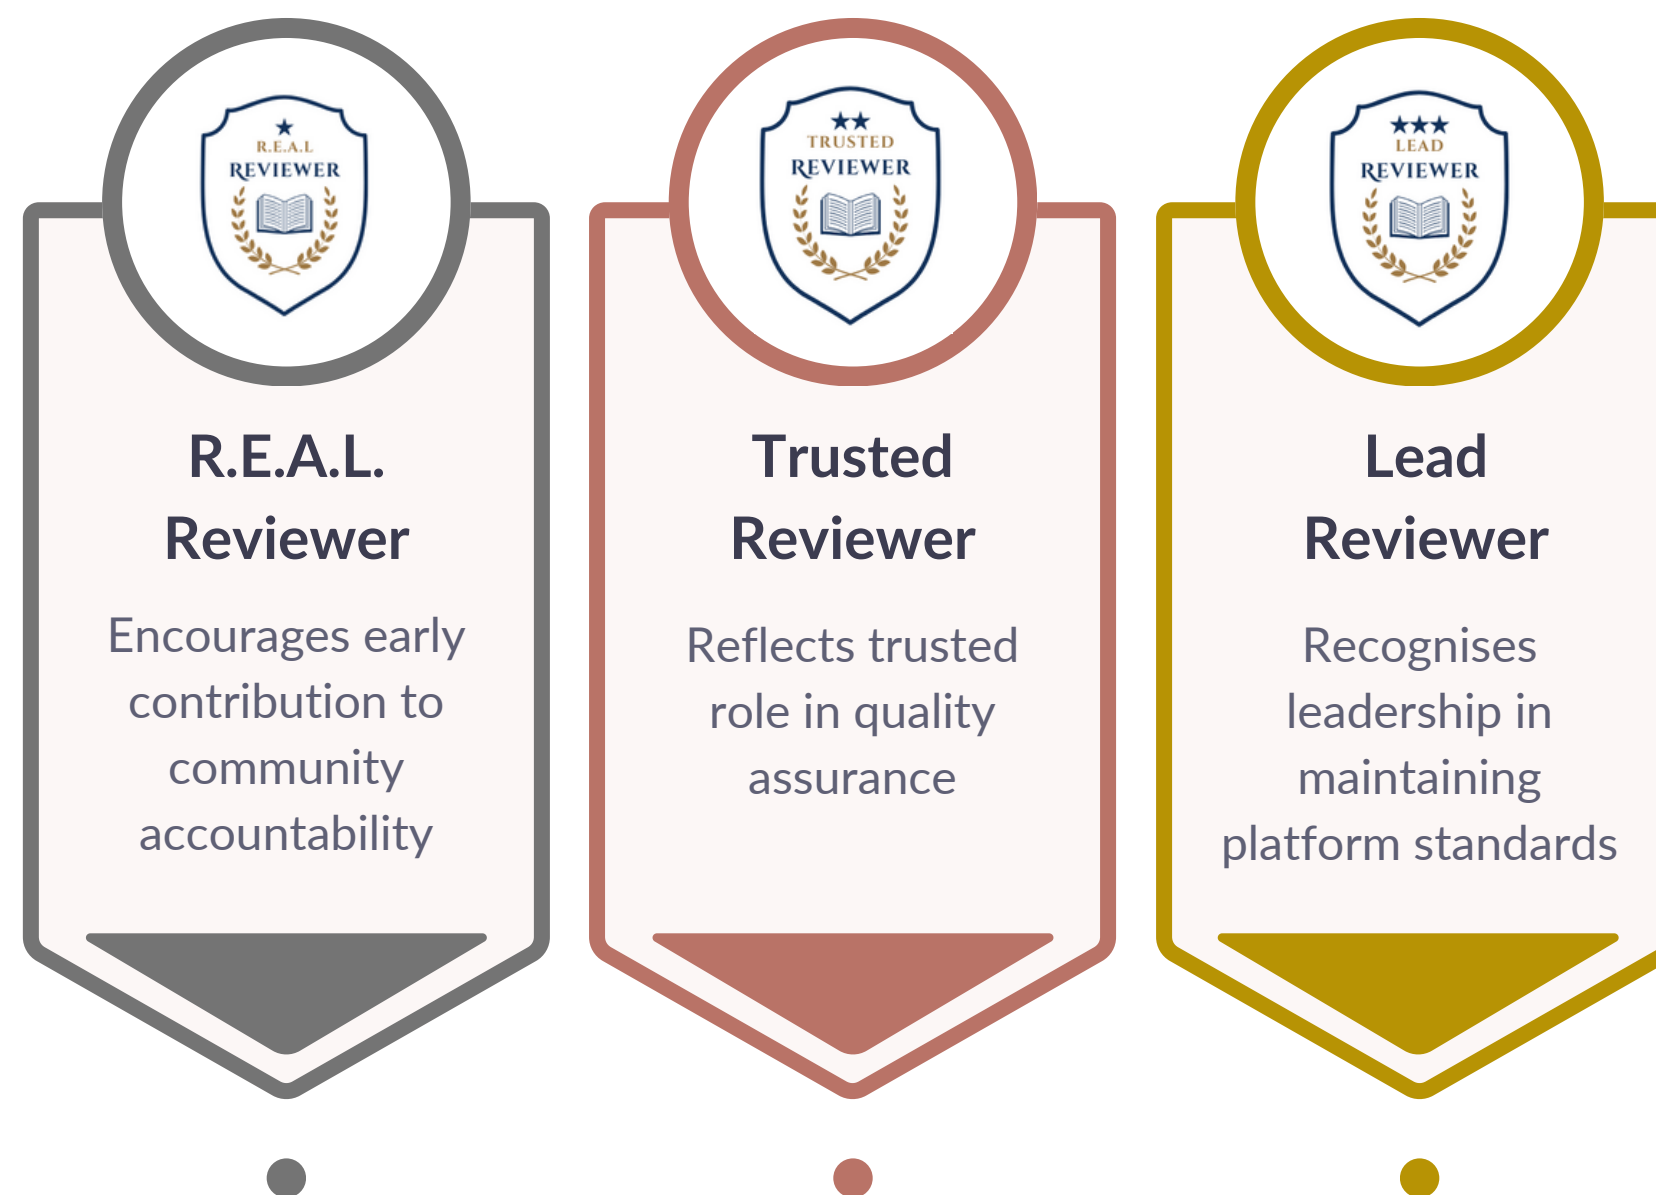 R.E.A.L
REVIEWER
R.E.A.L.
Reviewer
Encourages early
contribution to
community
accountability
TRUSTED
REVIEWER
Trusted
Reviewer
Reflects trusted
role in quality
assurance
LEAD
REVIEWER
Lead
Reviewer
Recognises
leadership in
maintaining
platform standards